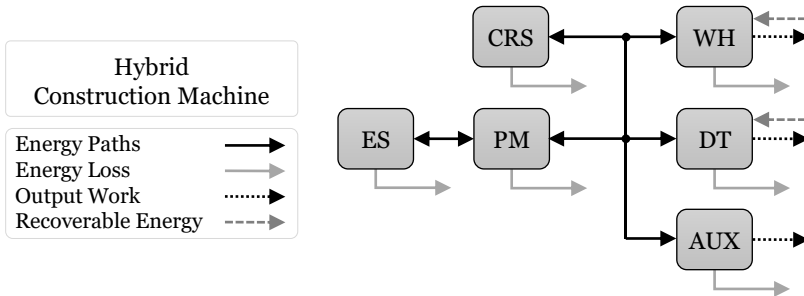 Hybrid
Construction Machine
Energy Paths
Energy Loss
Output Work
Recoverable Energy
CRS
WH
ES
PM
DT
AUX